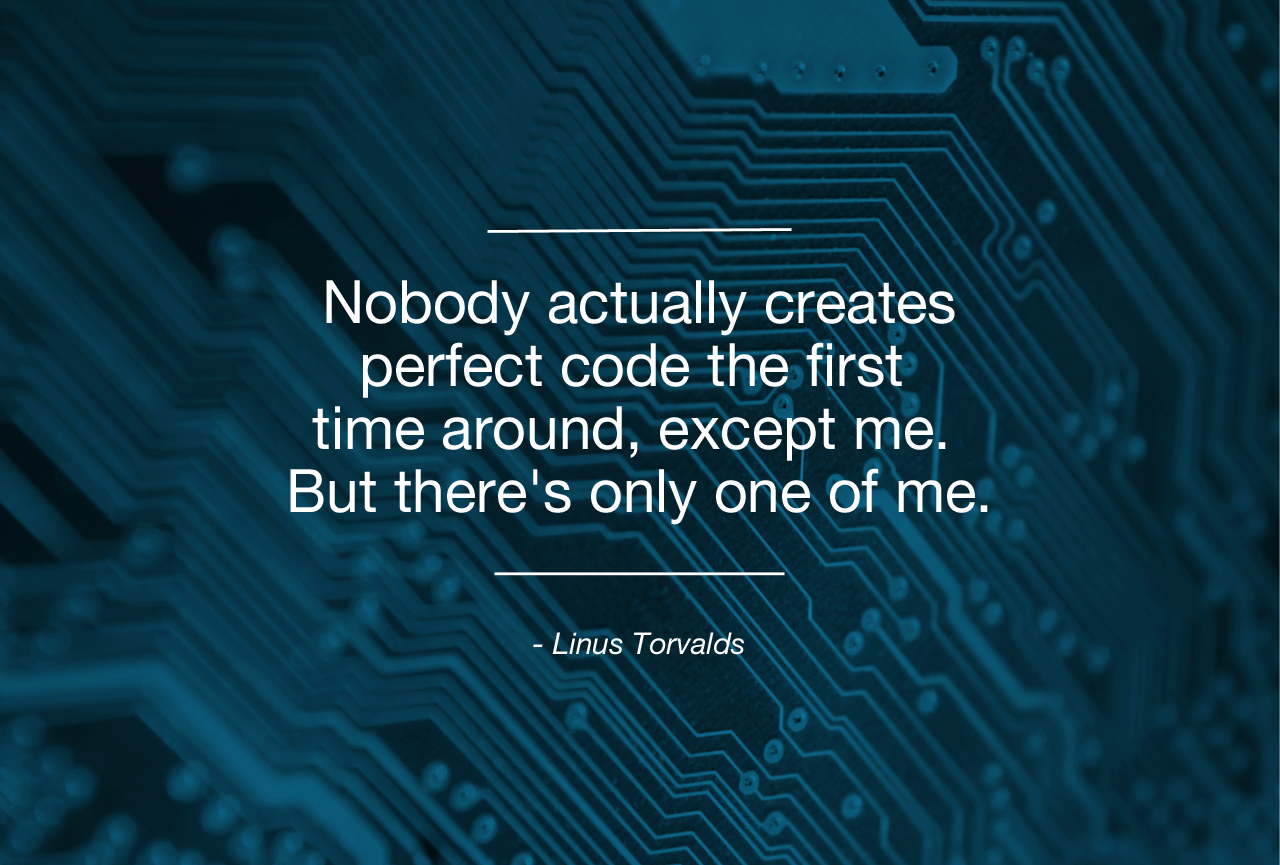 Nobody actually creates
perfect code the first
time around, except me.
But there's only one of me.
- Linus Torvalds